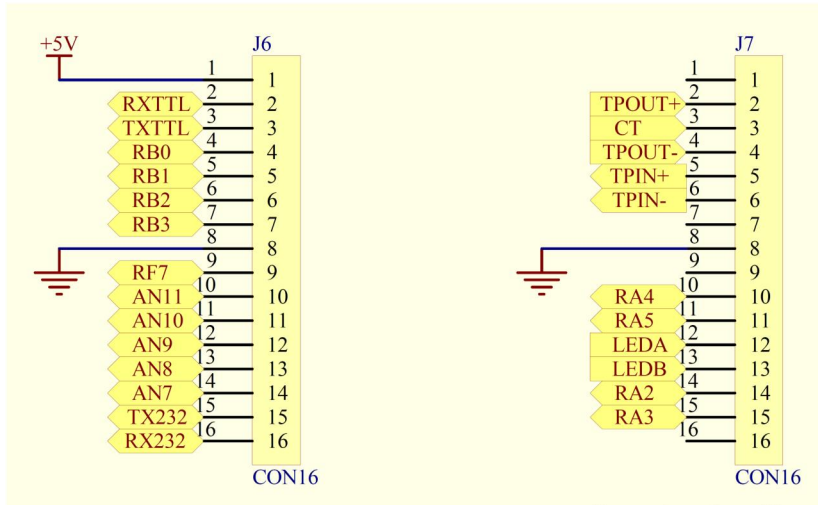 +5V
J6
1 1
RXTTL 2 2
TXTTL 3 3
RB0 4 4
RB1 5 5
RB2 6 6
RB3 7 7
8 8
RF7 9 9
AN11 10 10
AN10 11 11
AN9 12 12
AN8 13 13
AN7 14 14
TX232 15 15
RX232 16 16
CON16
J7
1 1
TPOUT+ 2 2
CT 3 3
TPOUT- 4 4
TPIN+ 5 5
TPIN- 6 6
7 7
8 8
9 9
RA4 10 10
RA5 11 11
LEDA 12 12
LEDB 13 13
RA2 14 14
RA3 15 15
16 16
CON16